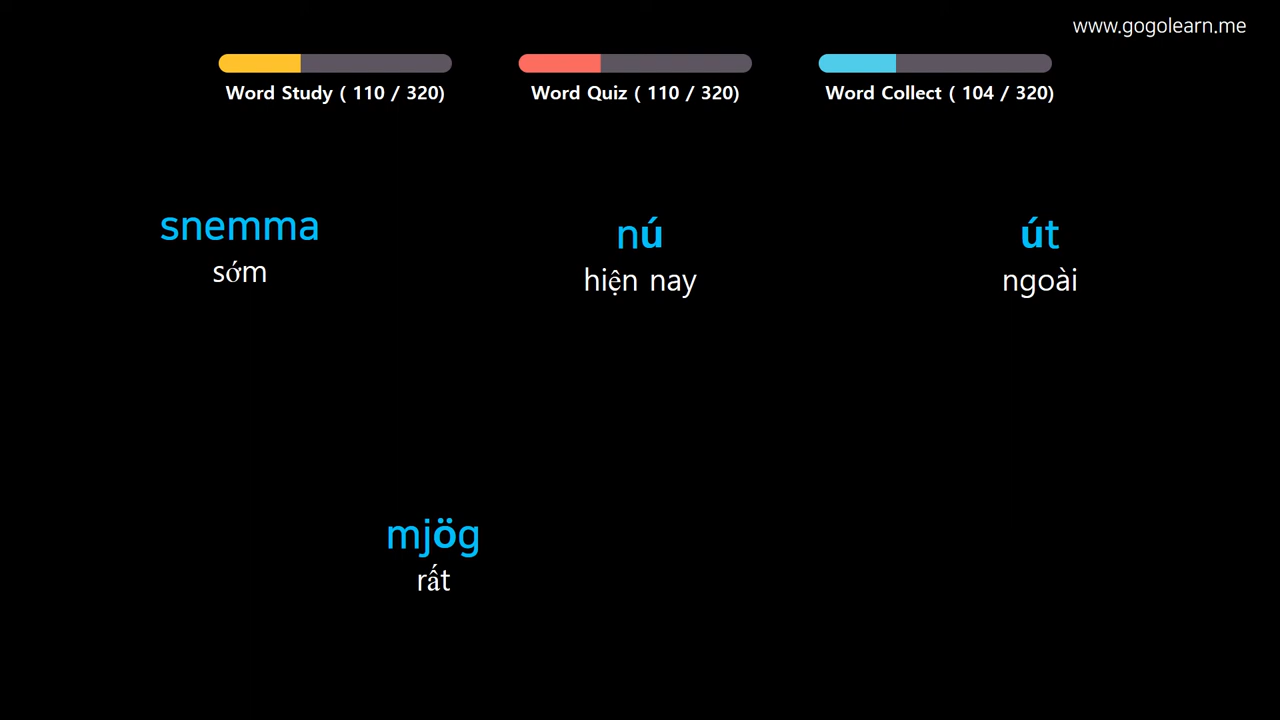 www.gogolearn.me
Word Study ( 110 / 320)
Word Quiz ( 110 / 320)
Word Collect ( 104 / 320)
snemma
sớm
nú
hiện nay
út
ngoài
mjög
rất